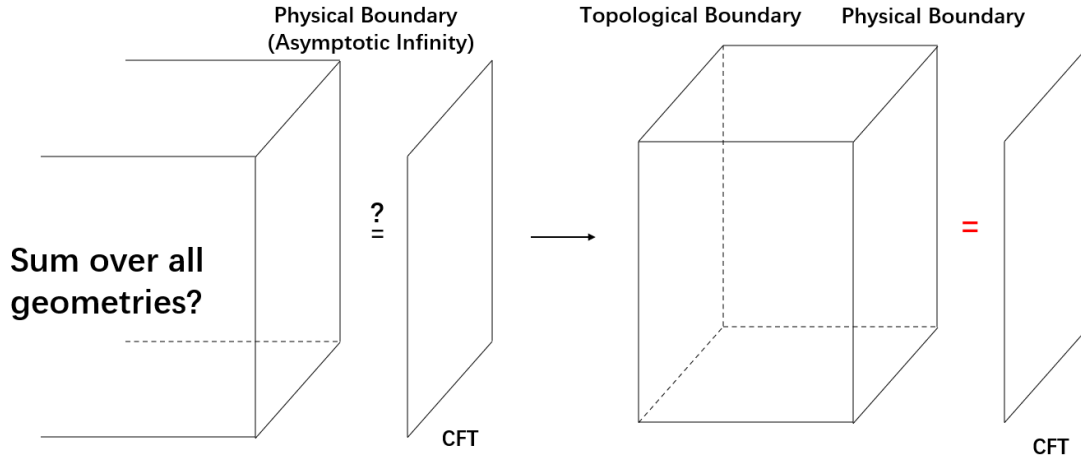 Physical Boundary
(Asymptotic Infinity)
Topological Boundary
Physical Boundary
Sum over all
geometries?
?
=
=
CFT
CFT